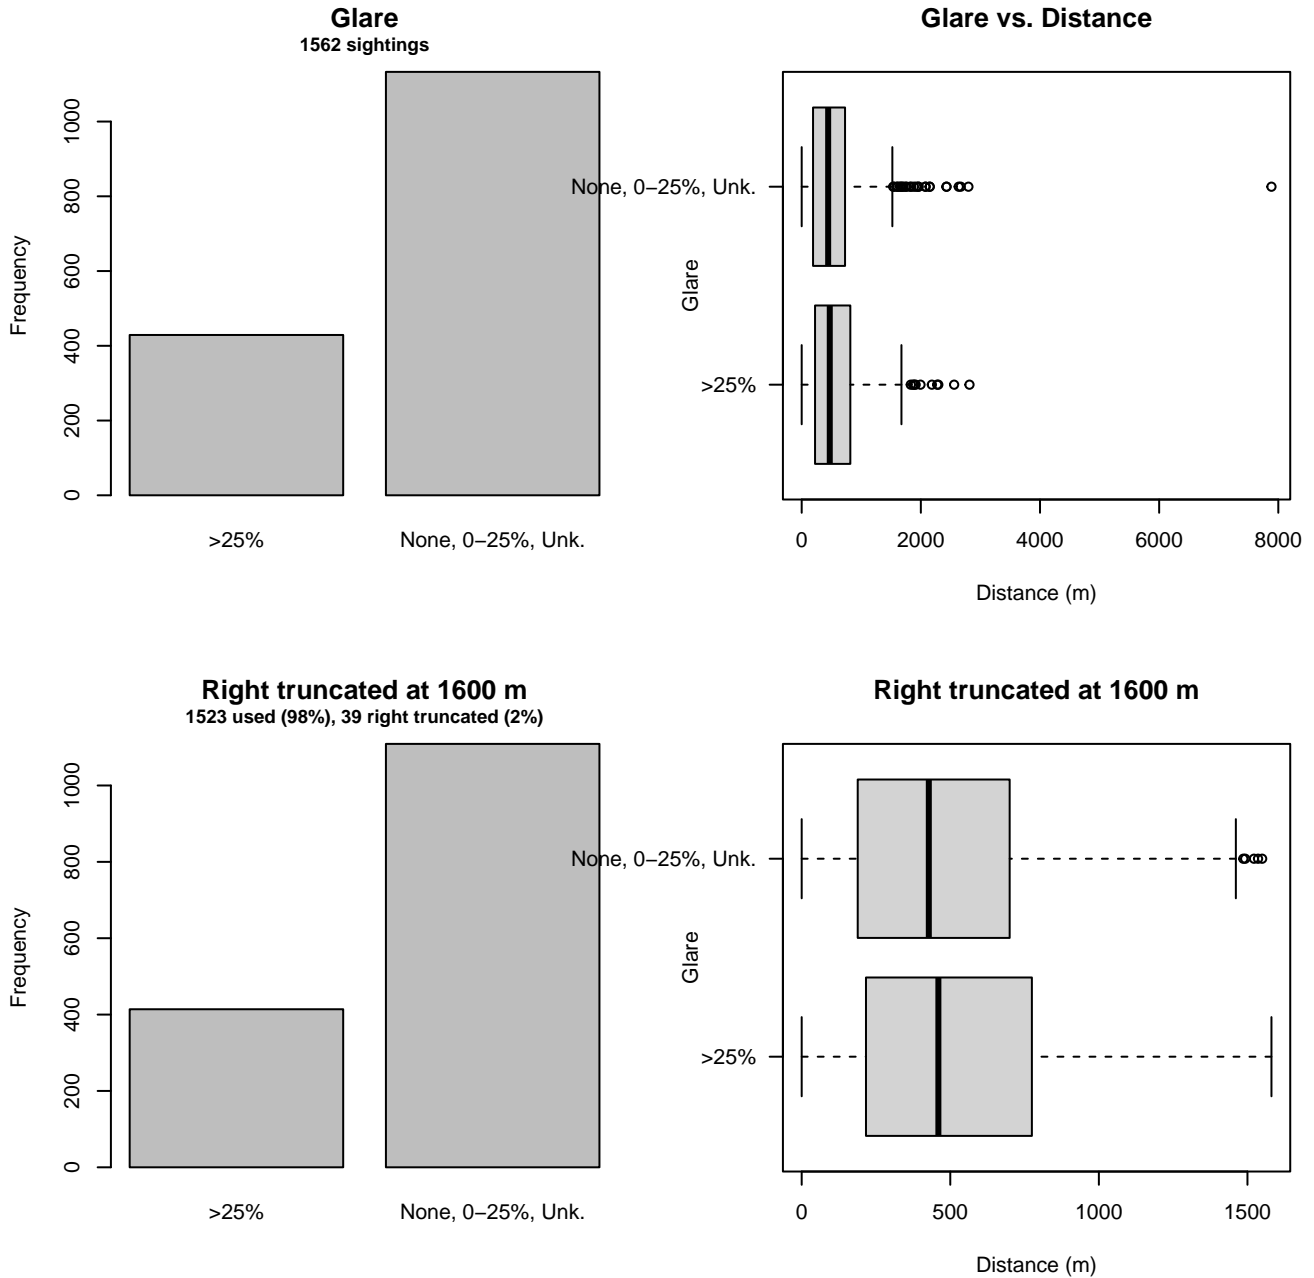 Glare
1562 sightings
Frequency
0
200
400
600
800
1000
>25%
None, 0−25%, Unk.
Glare vs. Distance
Glare
None, 0−25%, Unk.
>25%
0 2000 4000 6000 8000
Distance (m)
Right truncated at 1600 m
1523 used (98%), 39 right truncated (2%)
Frequency
0
200
400
600
800
1000
>25%
None, 0−25%, Unk.
Right truncated at 1600 m
Glare
None, 0−25%, Unk.
>25%
0 500 1000 1500
Distance (m)